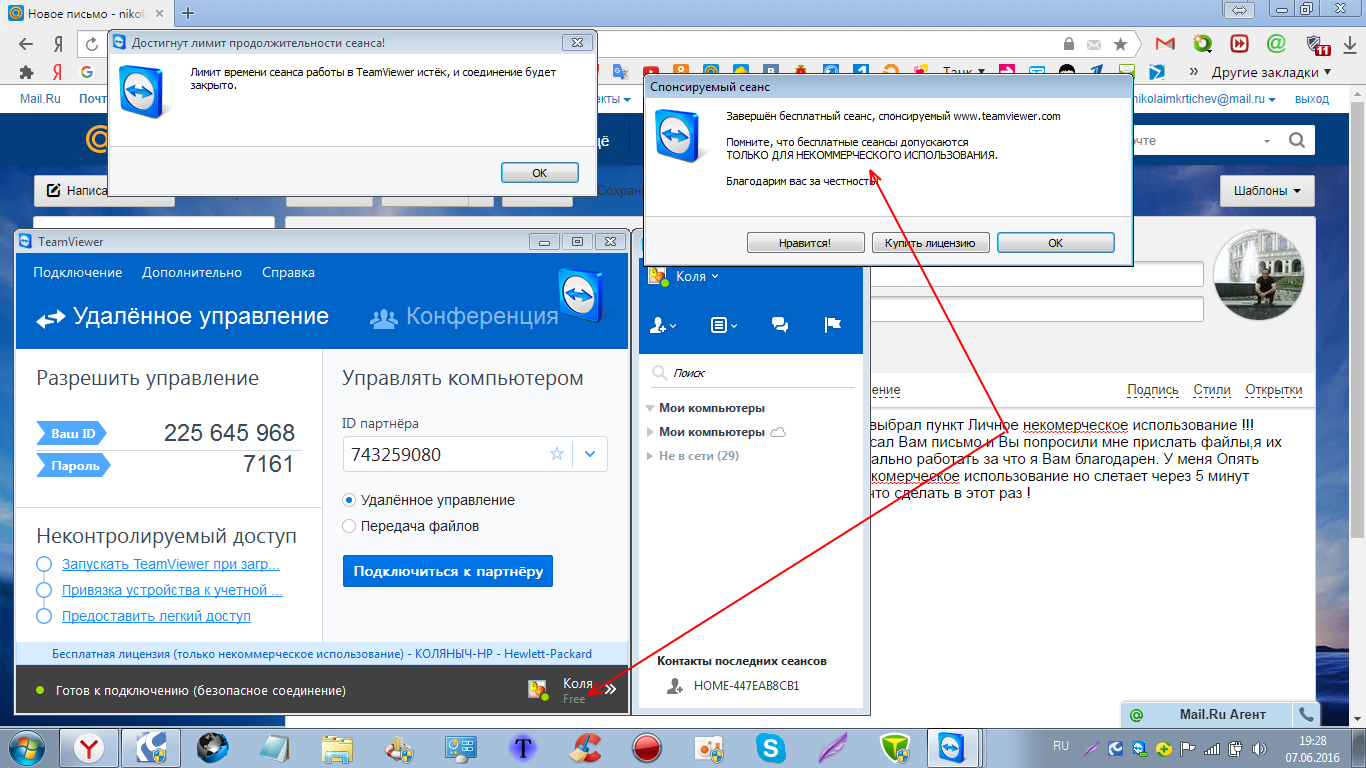 Новое письмо - nikol
Достигнут лимит продолжительности сеанса!
Лимит времени сеанса работы в TeamViewer истёк, и соединение будет
закрыто.
OK
11
Танк
Другие закладки
Mail.Ru
Почт
екты
nikolaimkrtichev@mail.ru
выход
ещё
очте
Спонсируемый сеанс
Завершён бесплатный сеанс, спонсируемый www.teamviewer.com
Помните, что бесплатные сеансы допускаются
ТОЛЬКО ДЛЯ НЕКОММЕРЧЕСКОГО ИСПОЛЬЗОВАНИЯ.
Благодарим вас за честность
Нравится!
Купить лицензию
OK
Написа
Сохрани
Шаблоны
TeamViewer
Подключение
Дополнительно
Справка
Удалённое управление
Конференция
Разрешить управление
Ваш ID
225 645 968
Пароль
7161
Неконтролируемый доступ
Запускать TeamViewer при загр...
Привязка устройства к учетной ...
Предоставить легкий доступ
Управлять компьютером
ID партнёра
743259080
Удалённое управление
Передача файлов
Подключиться к партнёру
Бесплатная лицензия (только некоммерческое использование) - КОЛЯНЫЧ-HP - Hewlett-Packard
Готов к подключению (безопасное соединение)
Коля
Free
Коля
Поиск
Мои компьютеры
Мои компьютеры
Не в сети (29)
Контакты последних сеансов
HOME-447EAB8CB1
ение
Подпись
Стили
Открытки
выбрал пункт Личное некомерческое использование !!!
сал Вам письмо и Вы попросили мне прислать файлы,я их
ально работать за что я Вам благодарен. У меня Опять
комерческое использование но слетает через 5 минут
что сделать в этот раз !
Mail.Ru Агент
RU
19:28
07.06.2016